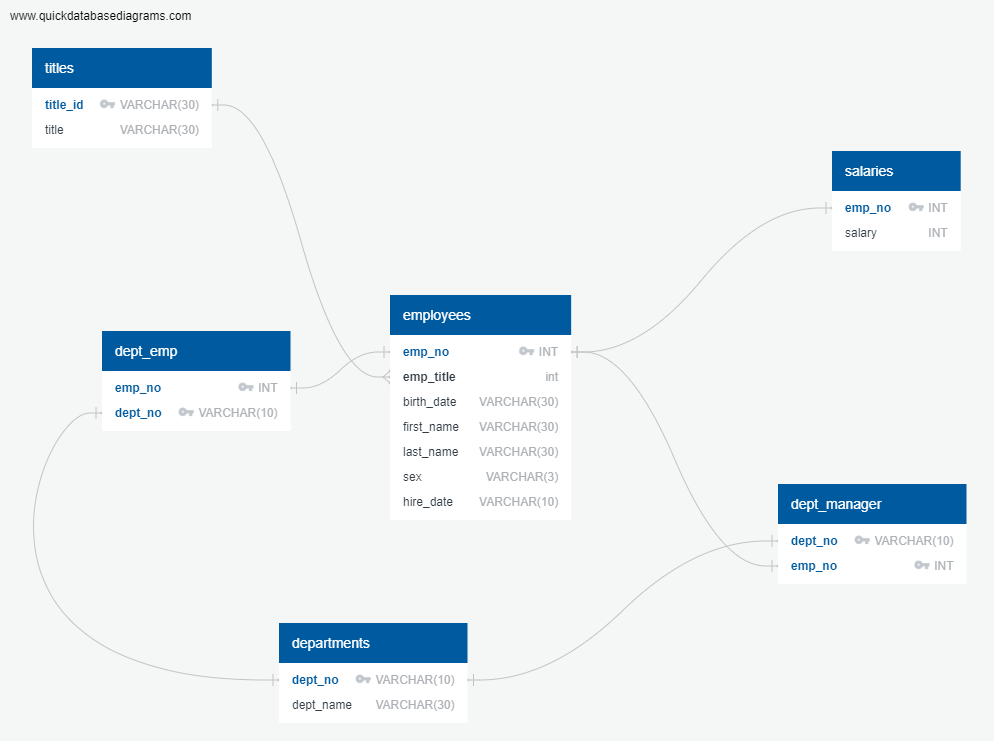 www.quickdatabasediagrams.com
titles
title_id VARCHAR(30)
title VARCHAR(30)
salaries
emp_no INT
salary INT
employees
emp_no INT
emp_title int
birth_date VARCHAR(30)
first_name VARCHAR(30)
last_name VARCHAR(30)
sex VARCHAR(3)
hire_date VARCHAR(10)
dept_emp
emp_no INT
dept_no VARCHAR(10)
dept_manager
dept_no VARCHAR(10)
emp_no INT
departments
dept_no VARCHAR(10)
dept_name VARCHAR(30)